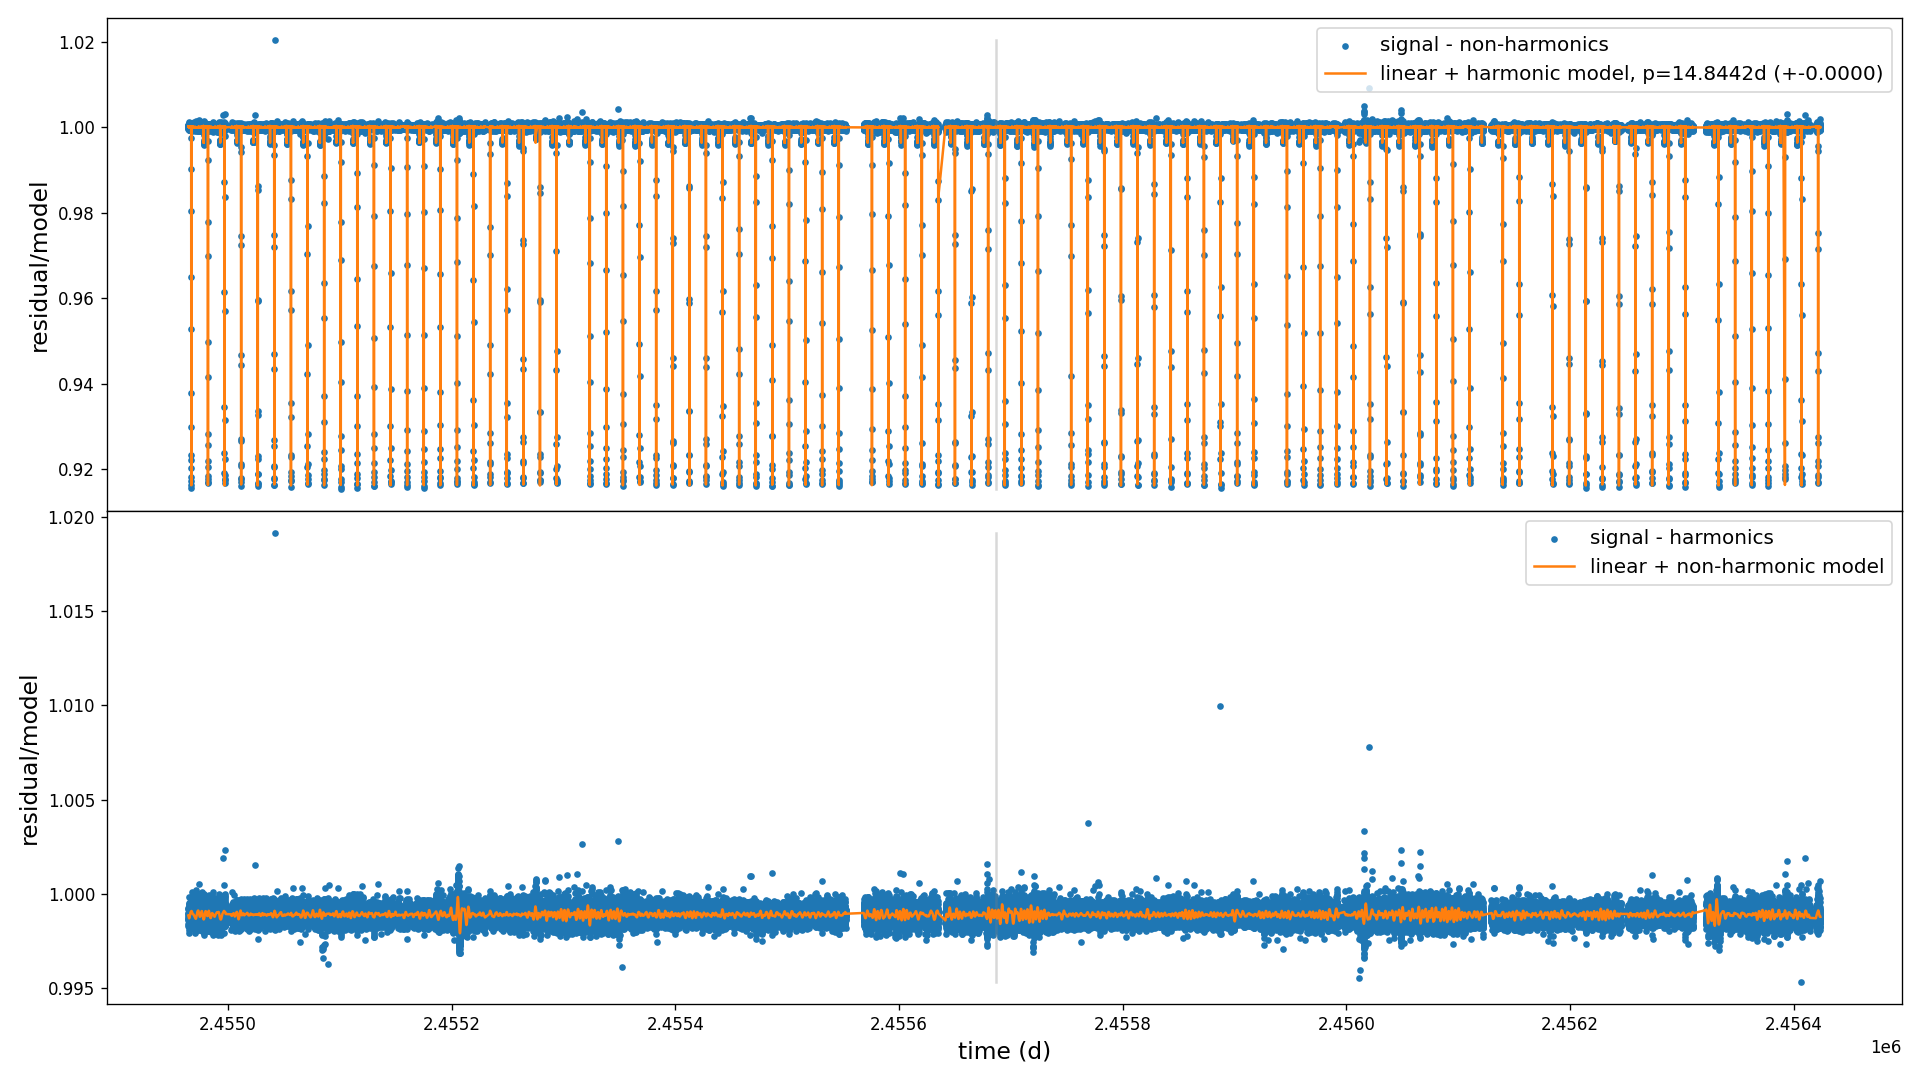 signal - non-harmonics
linear + harmonic model, p=14.8442d (+-0.0000)
1.02
1.00
0.98
0.96
0.94
0.92
residual/model
signal - harmonics
linear + non-harmonic model
1.020
1.015
1.010
1.005
1.000
0.995
residual/model
2.4550
2.4552
2.4554
2.4556
2.4558
2.4560
2.4562
2.4564
1e6
time (d)